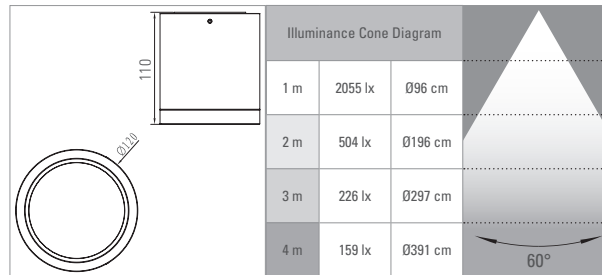 110
Ø120
Illuminance Cone Diagram
1 m 2055 lx Ø96 cm
2 m 504 lx Ø196 cm
3 m 226 lx Ø297 cm
4 m 159 lx Ø391 cm
60°